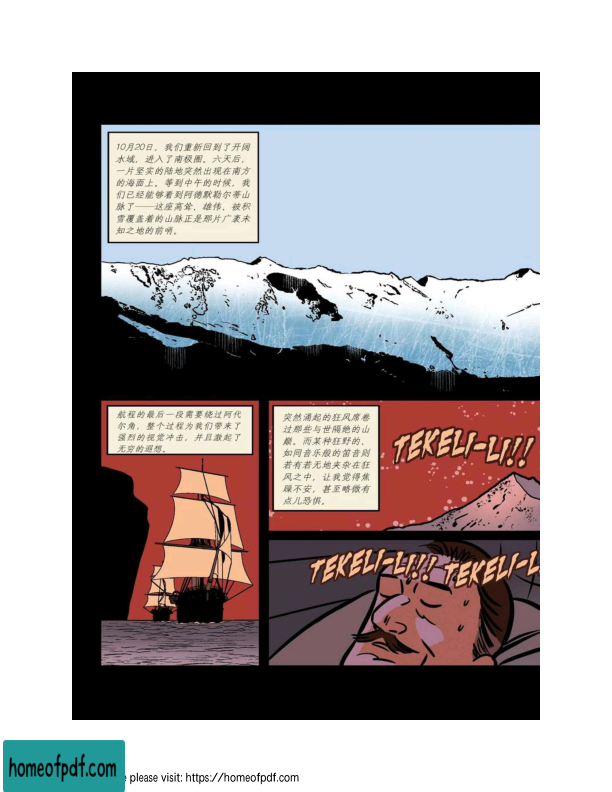 10月20日，我们重新回到了开阔
水域，进入了南极圈。六天后，
一片坚实的陆地突然出现在南方
的海面上。等到中午的时候，我
们已经能够看到阿德默勒尔蒂山
脉了——这座高耸、雄伟、被积
雪覆盖着的山脉正是那片广袤未
知之地的前哨。
航程的最后一段需要绕过阿代
尔角，整个过程为我们带来了
强烈的视觉冲击，并且激起了
无穷的遐想。
突然涌起的狂风席卷
过那些与世隔绝的山
巅。而某种狂野的、
如同音乐般的笛音则
若有若无地夹杂在狂
风之中，让我觉得焦
躁不安，甚至略微有
点儿恐惧。
TEKELI-LI!!
TEKELI-LI!! TEKELI-L
homeofpdf.com
e please visit: https://homeofpdf.com